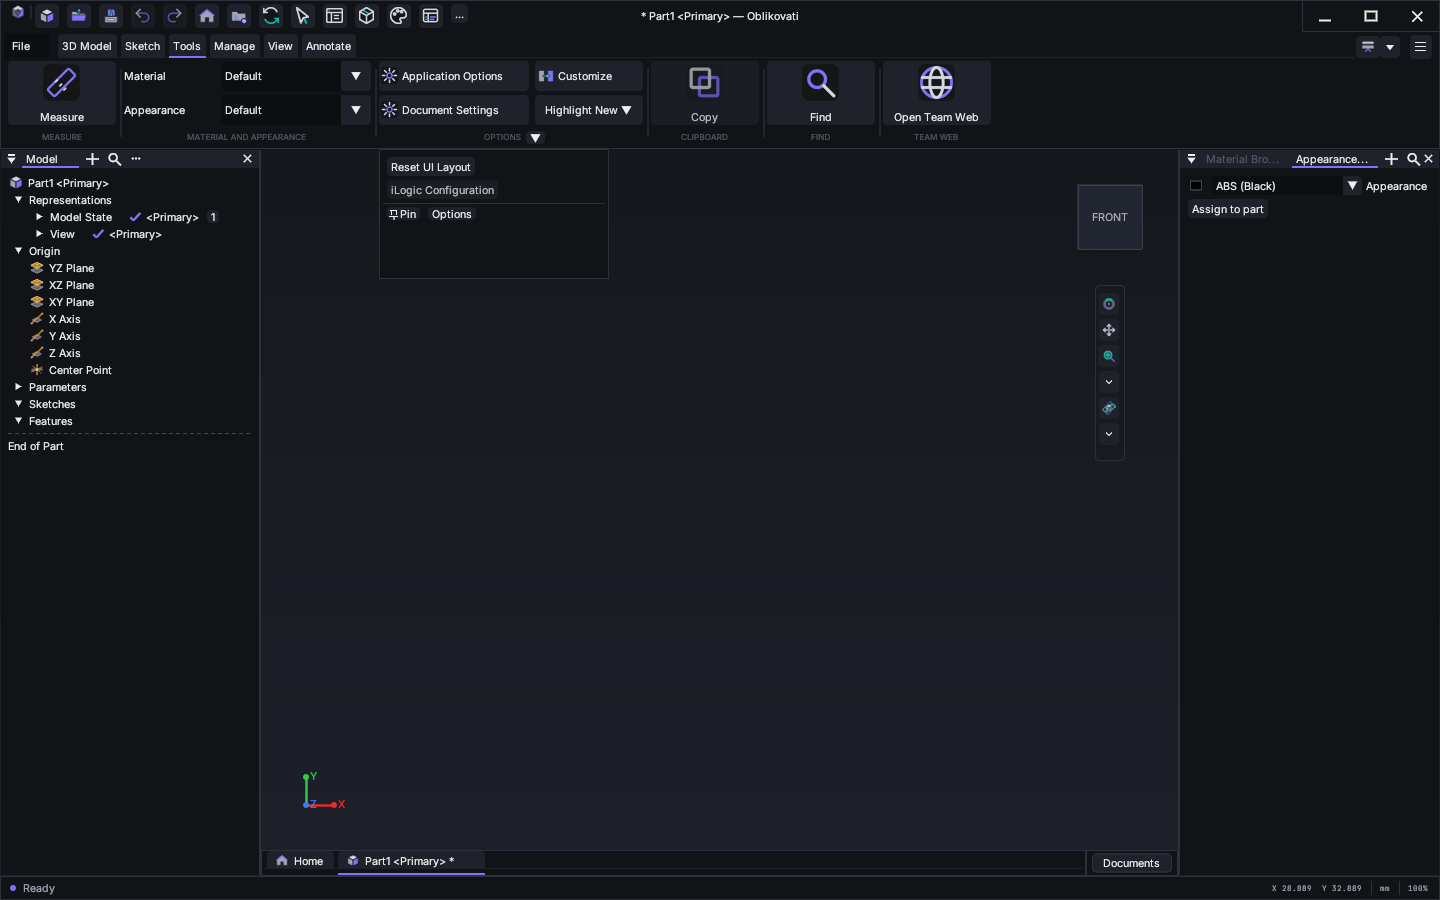 * Part1 <Primary> — Oblikovati
File
3D Model
Sketch
Tools
Manage
View
Annotate
Measure
MEASURE
Material
Default
Appearance
Default
MATERIAL AND APPEARANCE
Application Options
Customize
Document Settings
Highlight New
OPTIONS
Copy
CLIPBOARD
Find
FIND
Open Team Web
TEAM WEB
Model
Part1 <Primary>
Representations
Model State <Primary> 1
View <Primary>
Origin
YZ Plane
XZ Plane
XY Plane
X Axis
Y Axis
Z Axis
Center Point
Parameters
Sketches
Features
End of Part
Reset UI Layout
iLogic Configuration
Pin Options
FRONT
Y
Z X
Material Bro...
Appearance...
ABS (Black)
Appearance
Assign to part
Home
Part1 <Primary> *
Documents
Ready
X 28.889 Y 32.889 mm 100%